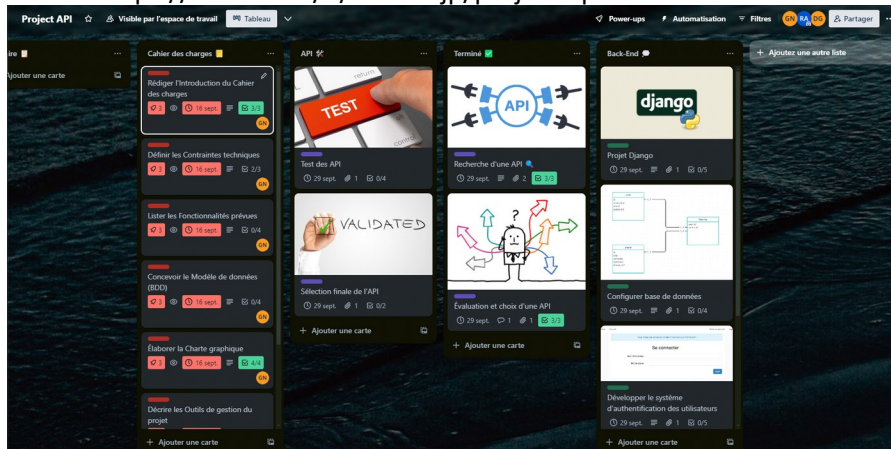 Project API
Visible par l'espace de travail
Tableau
Power-ups
Automatisation
Filtres
GN
RA
DG
Partager
ire
Ajouter une carte
Cahier des charges
Rédiger l'Introduction du Cahier
des charges
3
16 sept.
3/3
GN
Définir les Contraintes techniques
3
16 sept.
2/3
GN
Lister les Fonctionnalités prévues
3
16 sept.
0/4
GN
Concevoir le Modèle de données
(BDD)
3
16 sept.
0/4
GN
Élaborer la Charte graphique
3
16 sept.
4/4
GN
Décrire les Outils de gestion du
projet
+ Ajouter une carte
API
return
TEST
control
Test des API
29 sept.
1
0/4
VALIDATED
Sélection finale de l'API
29 sept.
1
0/2
+ Ajouter une carte
Terminé
API
Recherche d'une API
29 sept.
2
3/3
?
Évaluation et choix d'une API
29 sept.
1
1
3/3
+ Ajouter une carte
Back-End
django
Projet Django
29 sept.
1
0/5
Configurer base de données
29 sept.
1
0/4
Se connecter
Développer le système
d'authentification des utilisateurs
29 sept.
1
0/5
+ Ajouter une carte
+ Ajoutez une autre liste